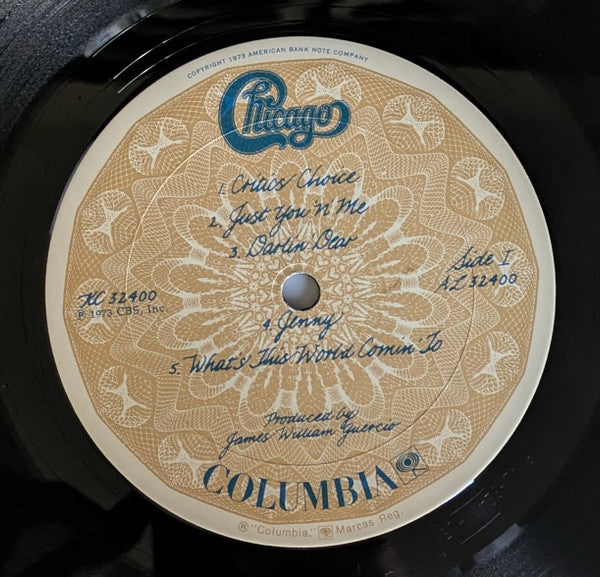 COPYRIGHT 1973 AMERICAN BANK NOTE COMPANY
Chicago
1. Critics' Choice
2. Just You 'n' Me
3. Darlin' Dear
Side I
AL 32400
KC 32400
℗ 1973 CBS, Inc.
4. Jenny
5. What's This World Comin' To
Produced by
James William Guercio
COLUMBIA
® "Columbia," Marcas Reg.